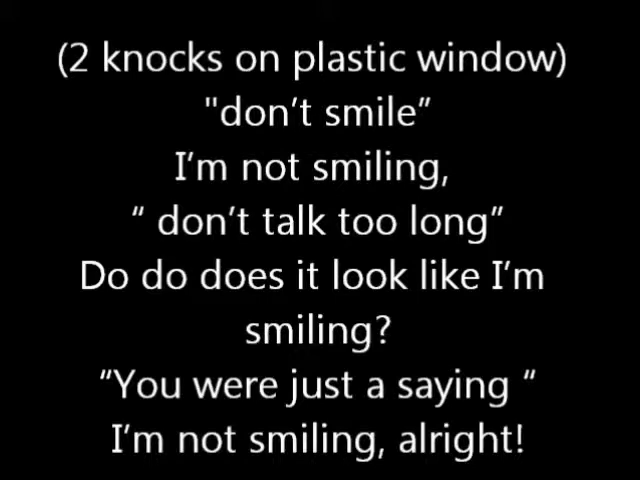 (2 knocks on plastic window)
"don’t smile”
I’m not smiling,
“ don’t talk too long”
Do do does it look like I’m
smiling?
“You were just a saying “
I’m not smiling, alright!